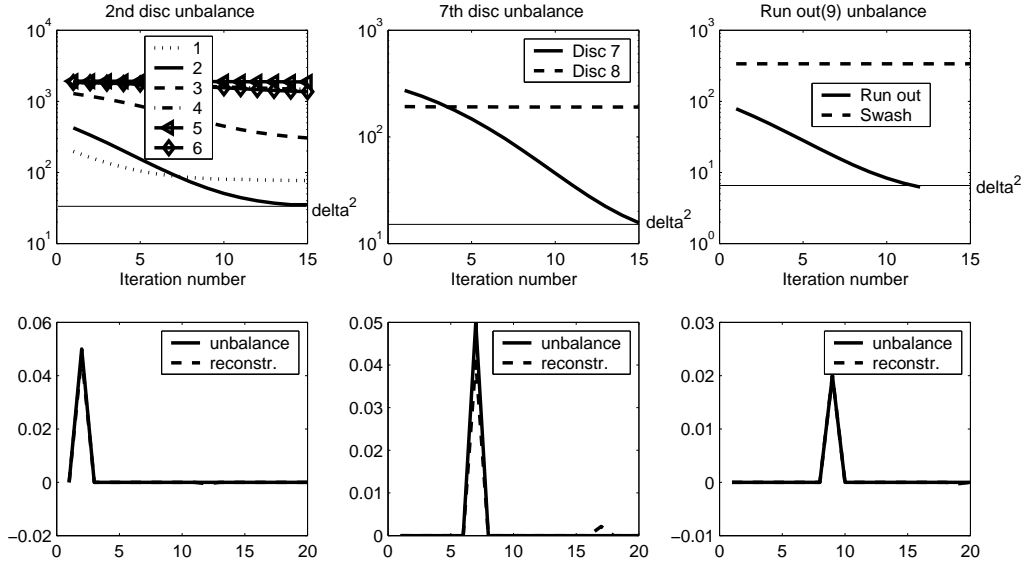 2nd disc unbalance
10^4
10^3
10^2
10^1
1
2
3
4
5
6
delta^2
0 5 10 15
Iteration number
7th disc unbalance
10^3
10^2
10^1
Disc 7
Disc 8
delta^2
0 5 10 15
Iteration number
Run out(9) unbalance
10^3
10^2
10^1
10^0
Run out
Swash
delta^2
0 5 10 15
Iteration number
0.06
0.04
0.02
0
−0.02
unbalance
reconstr.
0 5 10 15 20
0.05
0.04
0.03
0.02
0.01
0
unbalance
reconstr.
0 5 10 15 20
0.03
0.02
0.01
0
−0.01
unbalance
reconstr.
0 5 10 15 20